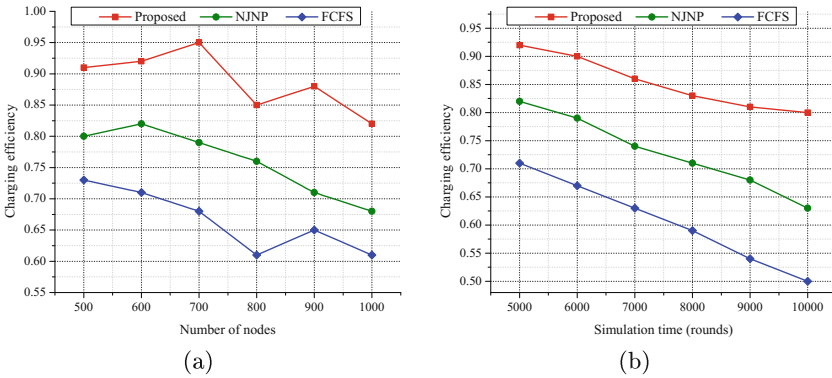 Proposed NJNP FCFS
1.00
0.95
0.90
0.85
0.80
0.75
0.70
0.65
0.60
0.55
Charging efficiency
500 600 700 800 900 1000
Number of nodes
(a)
Proposed NJNP FCFS
0.95
0.90
0.85
0.80
0.75
0.70
0.65
0.60
0.55
0.50
Charging efficiency
5000 6000 7000 8000 9000 10000
Simulation time (rounds)
(b)